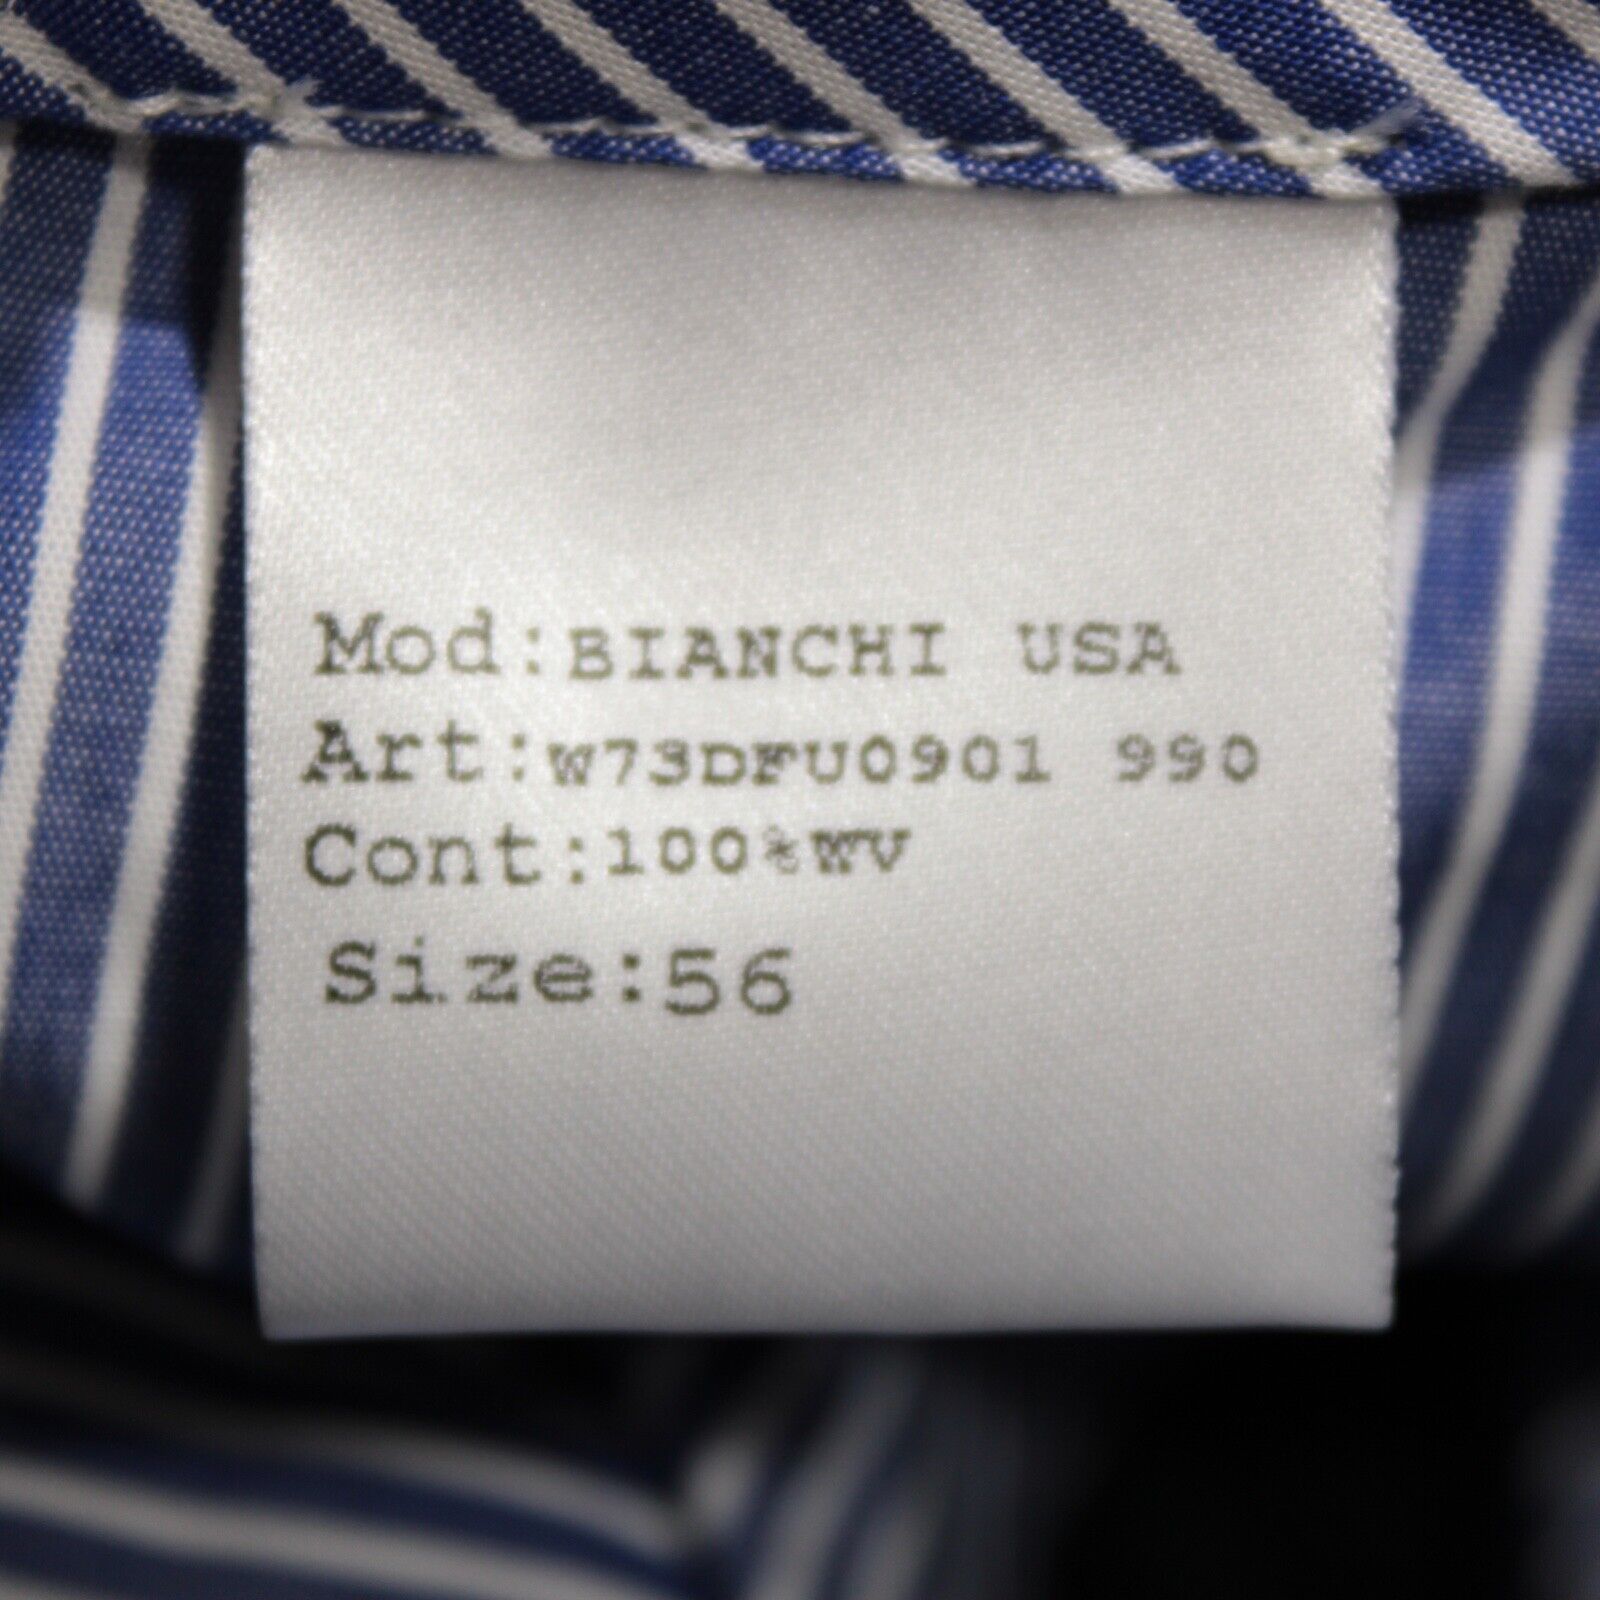 Mod:BIANCHI USA
Art:W73DFU0901 990
Cont:100%WV
Size:56